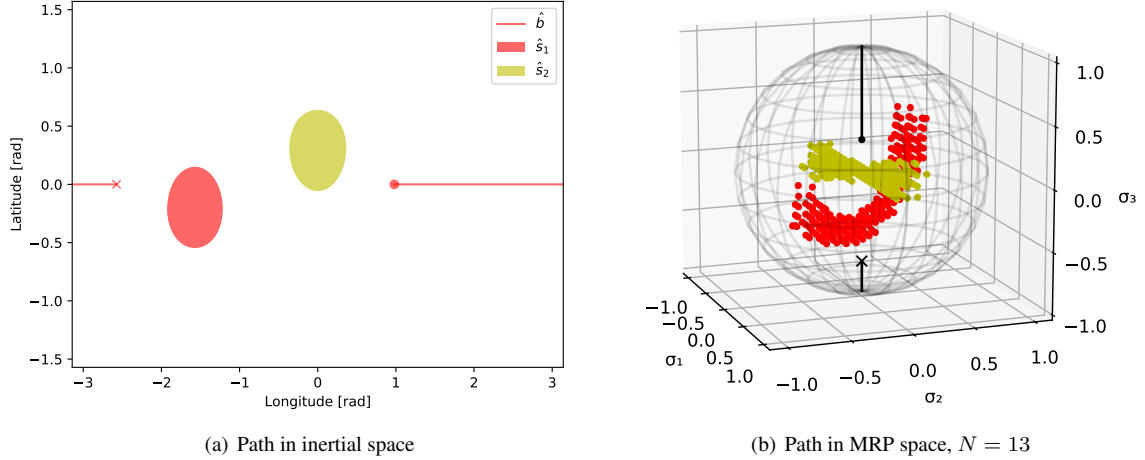 1.5
1.0
0.5
0.0
−0.5
−1.0
−1.5
Latitude [rad]
−3
−2
−1
0
1
2
3
Longitude [rad]
b̂
ŝ₁
ŝ₂
1.0
0.5
0.0
−0.5
−1.0
σ₃
−1.0
−0.5
0.0
0.5
1.0
σ₁
−1.0
−0.5
0.0
0.5
1.0
σ₂
(a) Path in inertial space
(b) Path in MRP space, N = 13